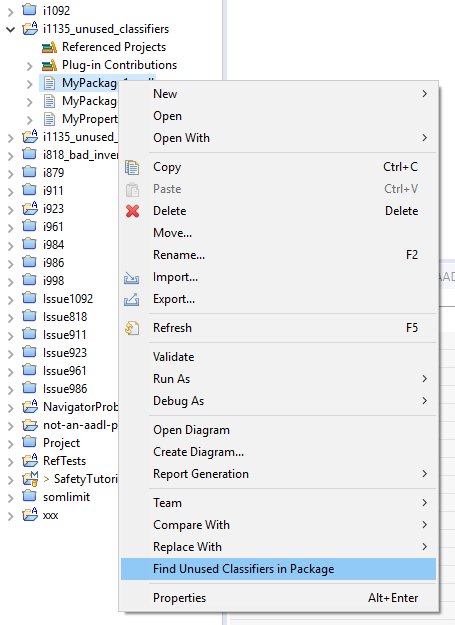 i1092
i1135_unused_classifiers
Referenced Projects
Plug-in Contributions
MyPackage
MyPackage
MyPropert
i1135_unused_
i818_bad_inver
i879
i911
i923
i961
i984
i986
i998
Issue1092
Issue818
Issue911
Issue923
Issue961
Issue986
NavigatorProb
not-an-aadl-p
Project
RefTests
> SafetyTutori
somlimit
xxx
New
Open
Open With
Copy Ctrl+C
Paste Ctrl+V
Delete Delete
Move...
Rename... F2
Import...
Export...
Refresh F5
Validate
Run As
Debug As
Open Diagram
Create Diagram...
Report Generation
Team
Compare With
Replace With
Find Unused Classifiers in Package
Properties Alt+Enter